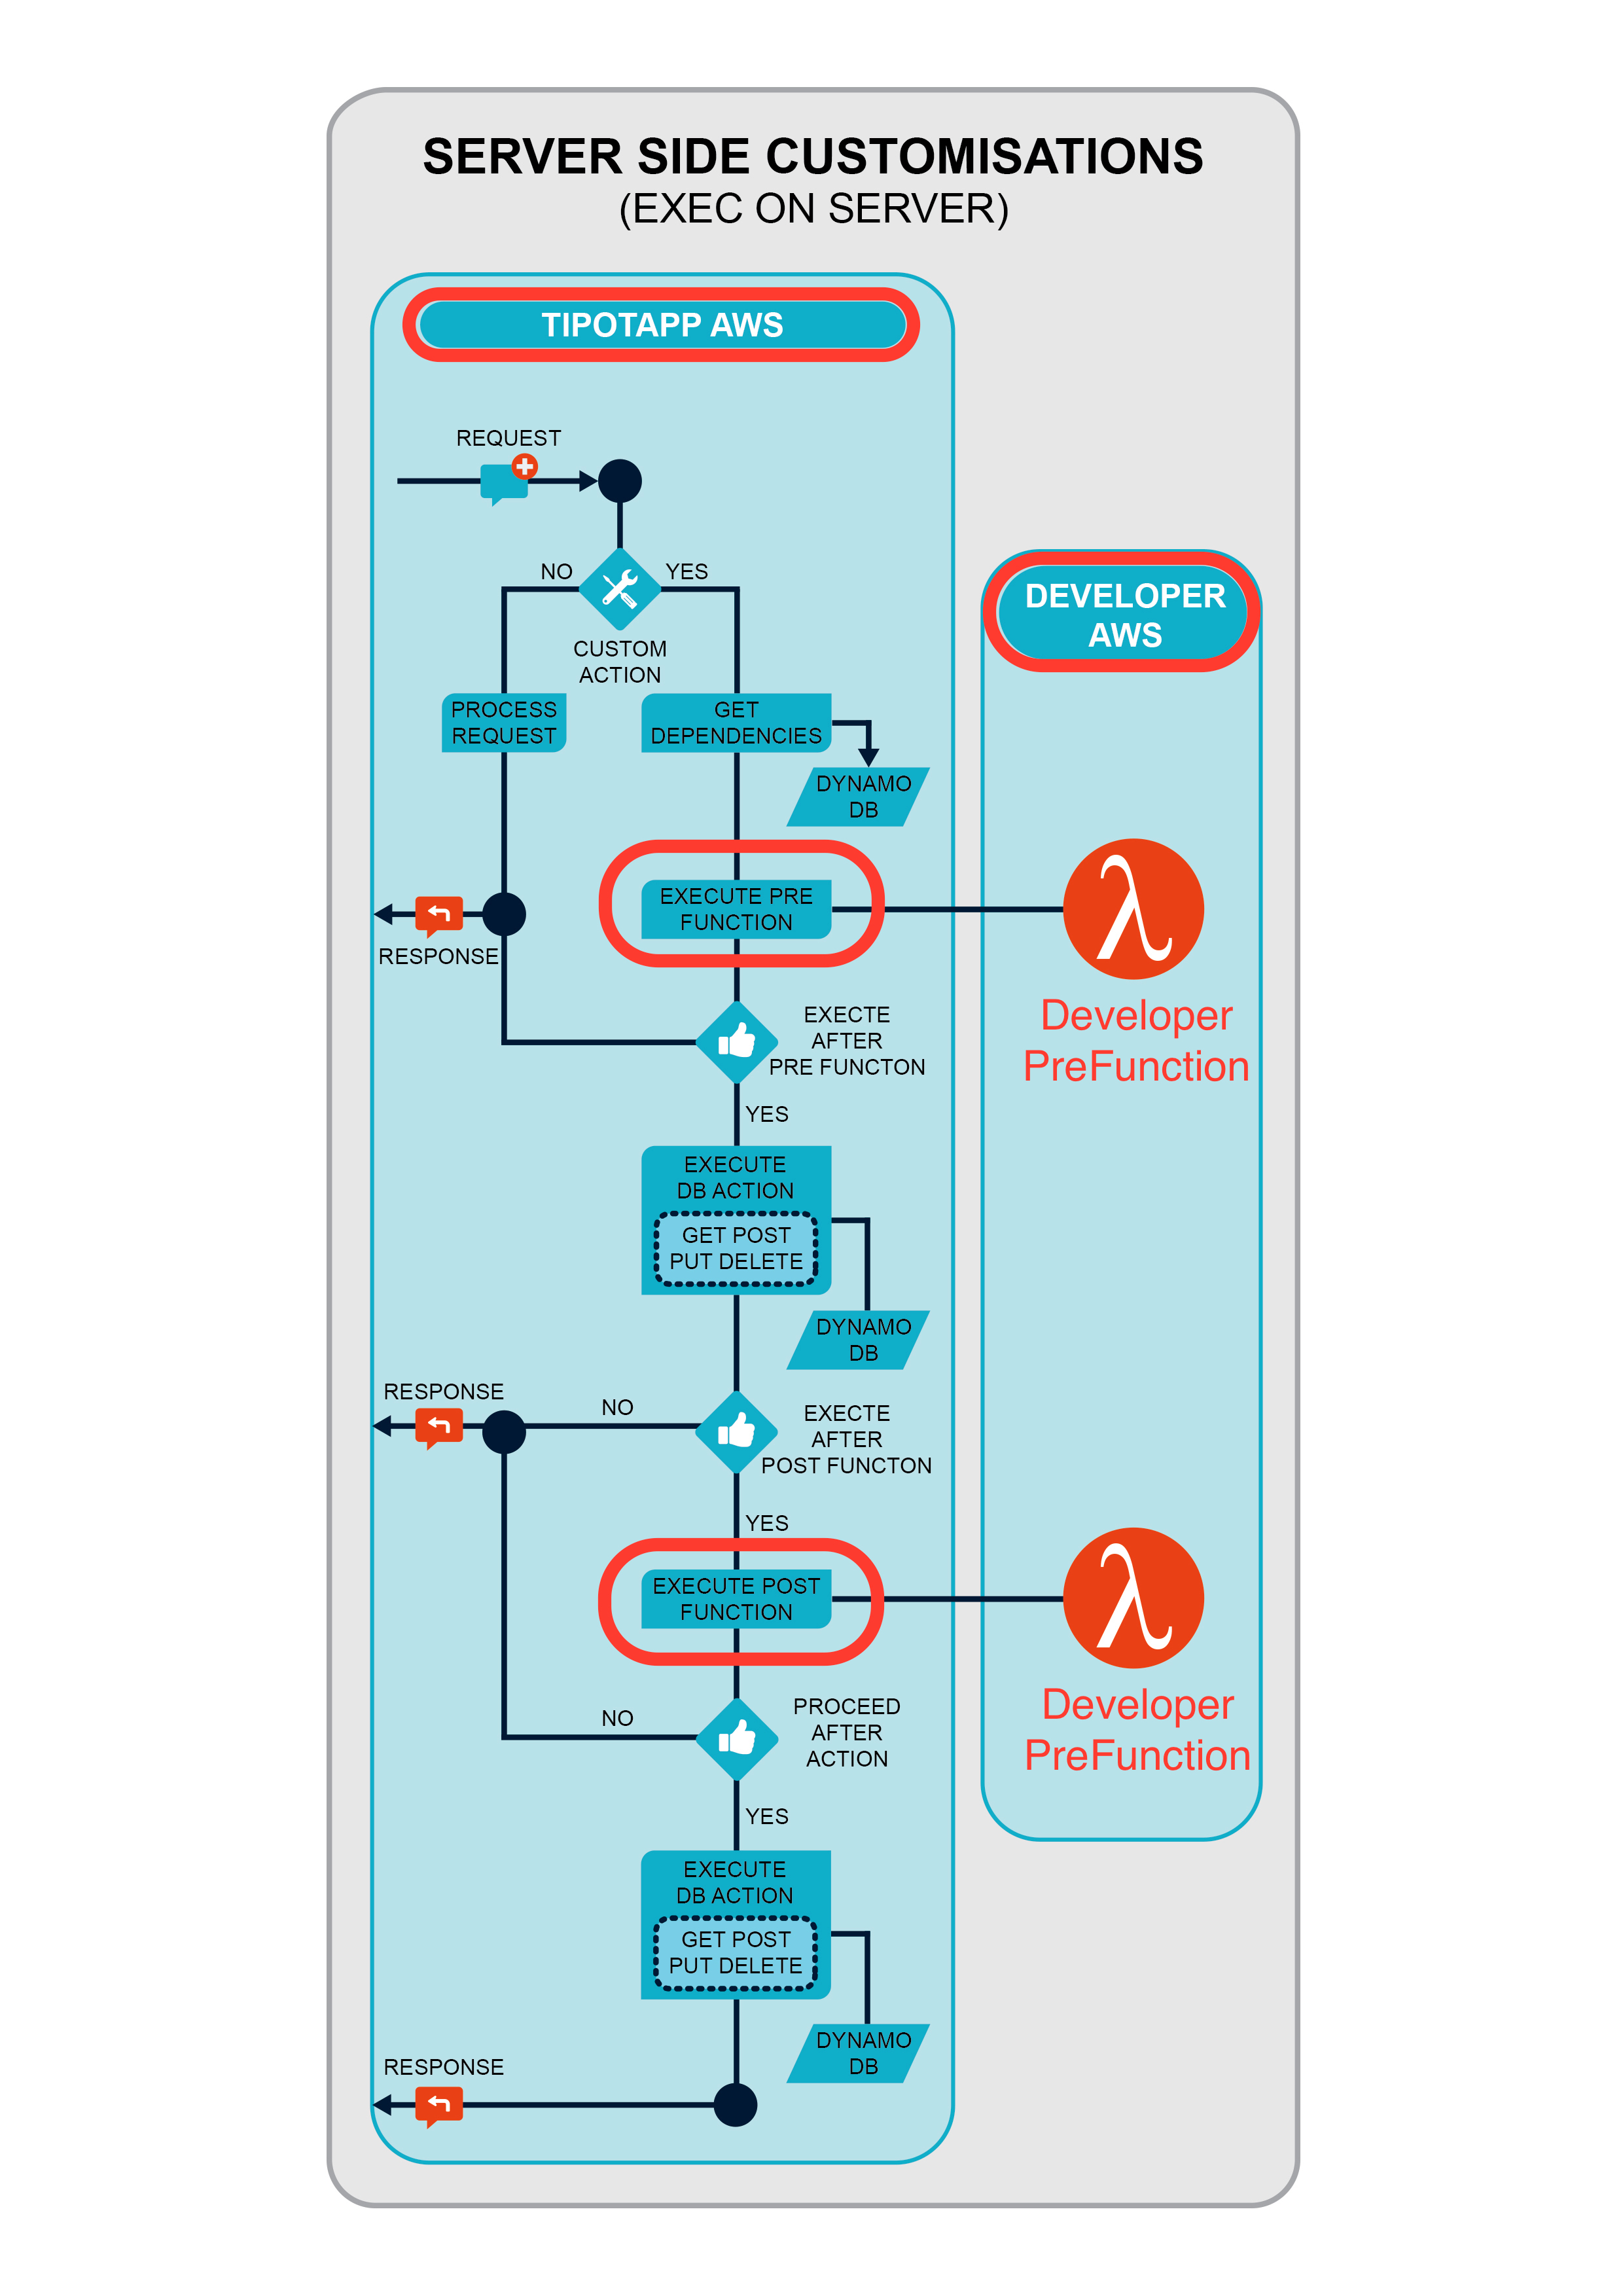 SERVER SIDE CUSTOMISATIONS
(EXEC ON SERVER)
TIPOTAPP AWS
REQUEST
NO
YES
CUSTOM
ACTION
DEVELOPER
AWS
PROCESS
REQUEST
GET
DEPENDENCIES
DYNAMO
DB
EXECUTE PRE
FUNCTION
RESPONSE
Developer
PreFunction
EXECTE
AFTER
PRE FUNCTON
YES
EXECUTE
DB ACTION
GET POST
PUT DELETE
DYNAMO
DB
RESPONSE
NO
EXECTE
AFTER
POST FUNCTON
YES
EXECUTE POST
FUNCTION
Developer
PreFunction
NO
PROCEED
AFTER
ACTION
YES
EXECUTE
DB ACTION
GET POST
PUT DELETE
DYNAMO
DB
RESPONSE